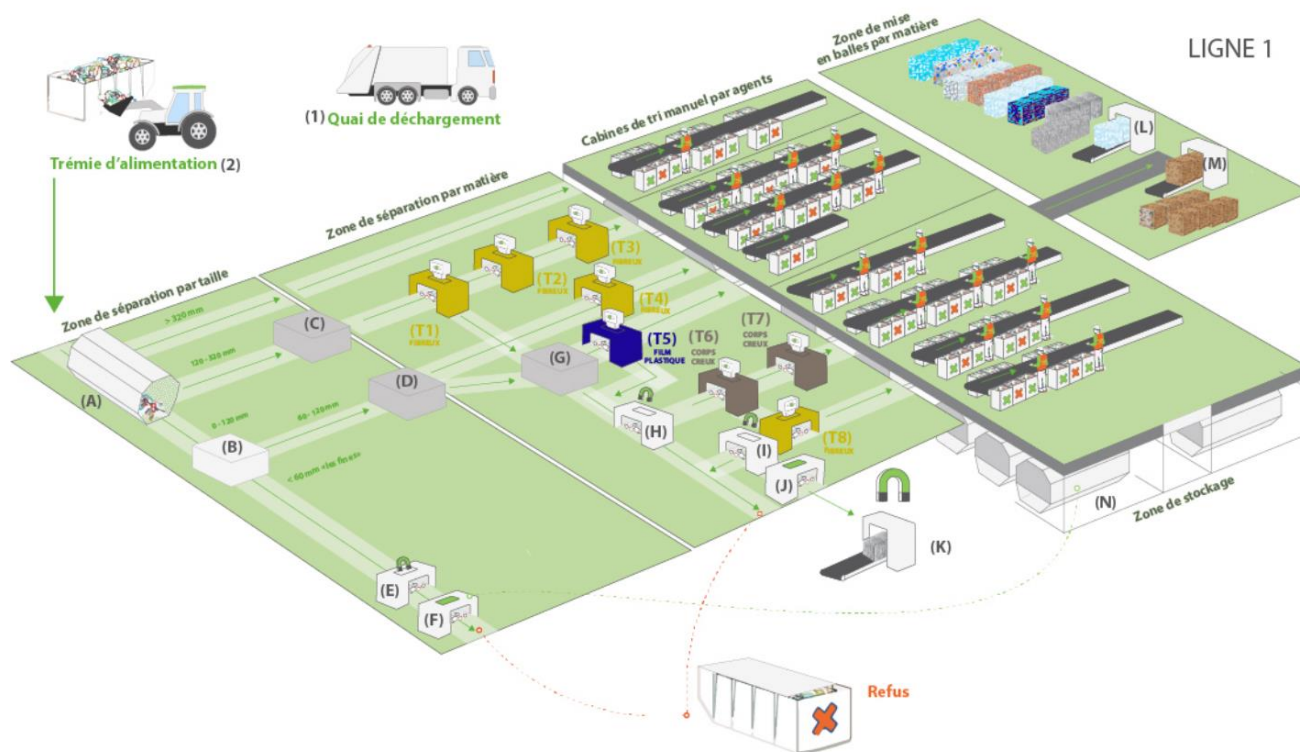 LIGNE 1
Zone de mise
en balles par matière
(1) Quai de déchargement
Cabines de tri manuel par agents
(L)
(M)
Trémie d'alimentation (2)
Zone de séparation par matière
(T3)
FIBREUX
(T2)
FIBREUX
(T4)
FIBREUX
Zone de séparation par taille
> 320 mm
(C)
(T1)
FIBREUX
(T5)
FILM
PLASTIQUE
(T7)
CORPS
CREUX
(T6)
CORPS
CREUX
120 - 320 mm
(G)
(D)
(A)
0 - 120 mm
60 - 120 mm
(B)
(H)
(T8)
FIBREUX
(I)
< 60 mm
(J)
(N)
Zone de stockage
(K)
(E)
(F)
Refus